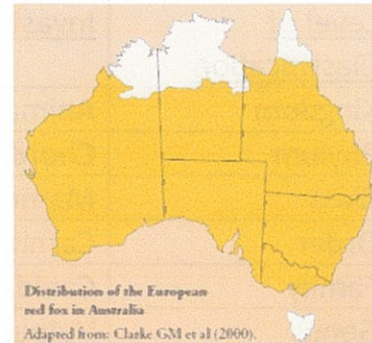 Distribution of the European
red fox in Australia
Adapted from: Clarke GM et al (2000).